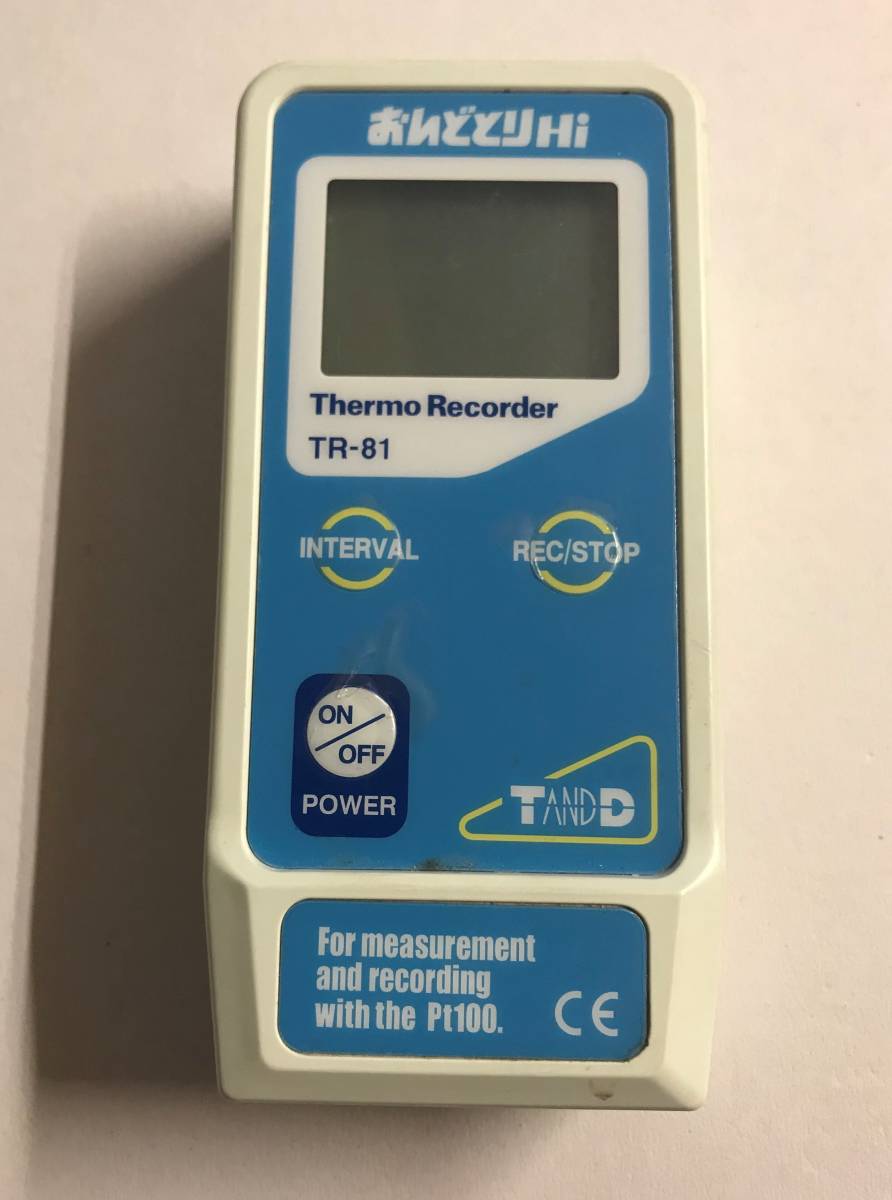 おんどとりHi
Thermo Recorder
TR-81
INTERVAL
REC/STOP
ON/OFF
POWER
TANDD
For measurement
and recording
with the Pt100.
CE